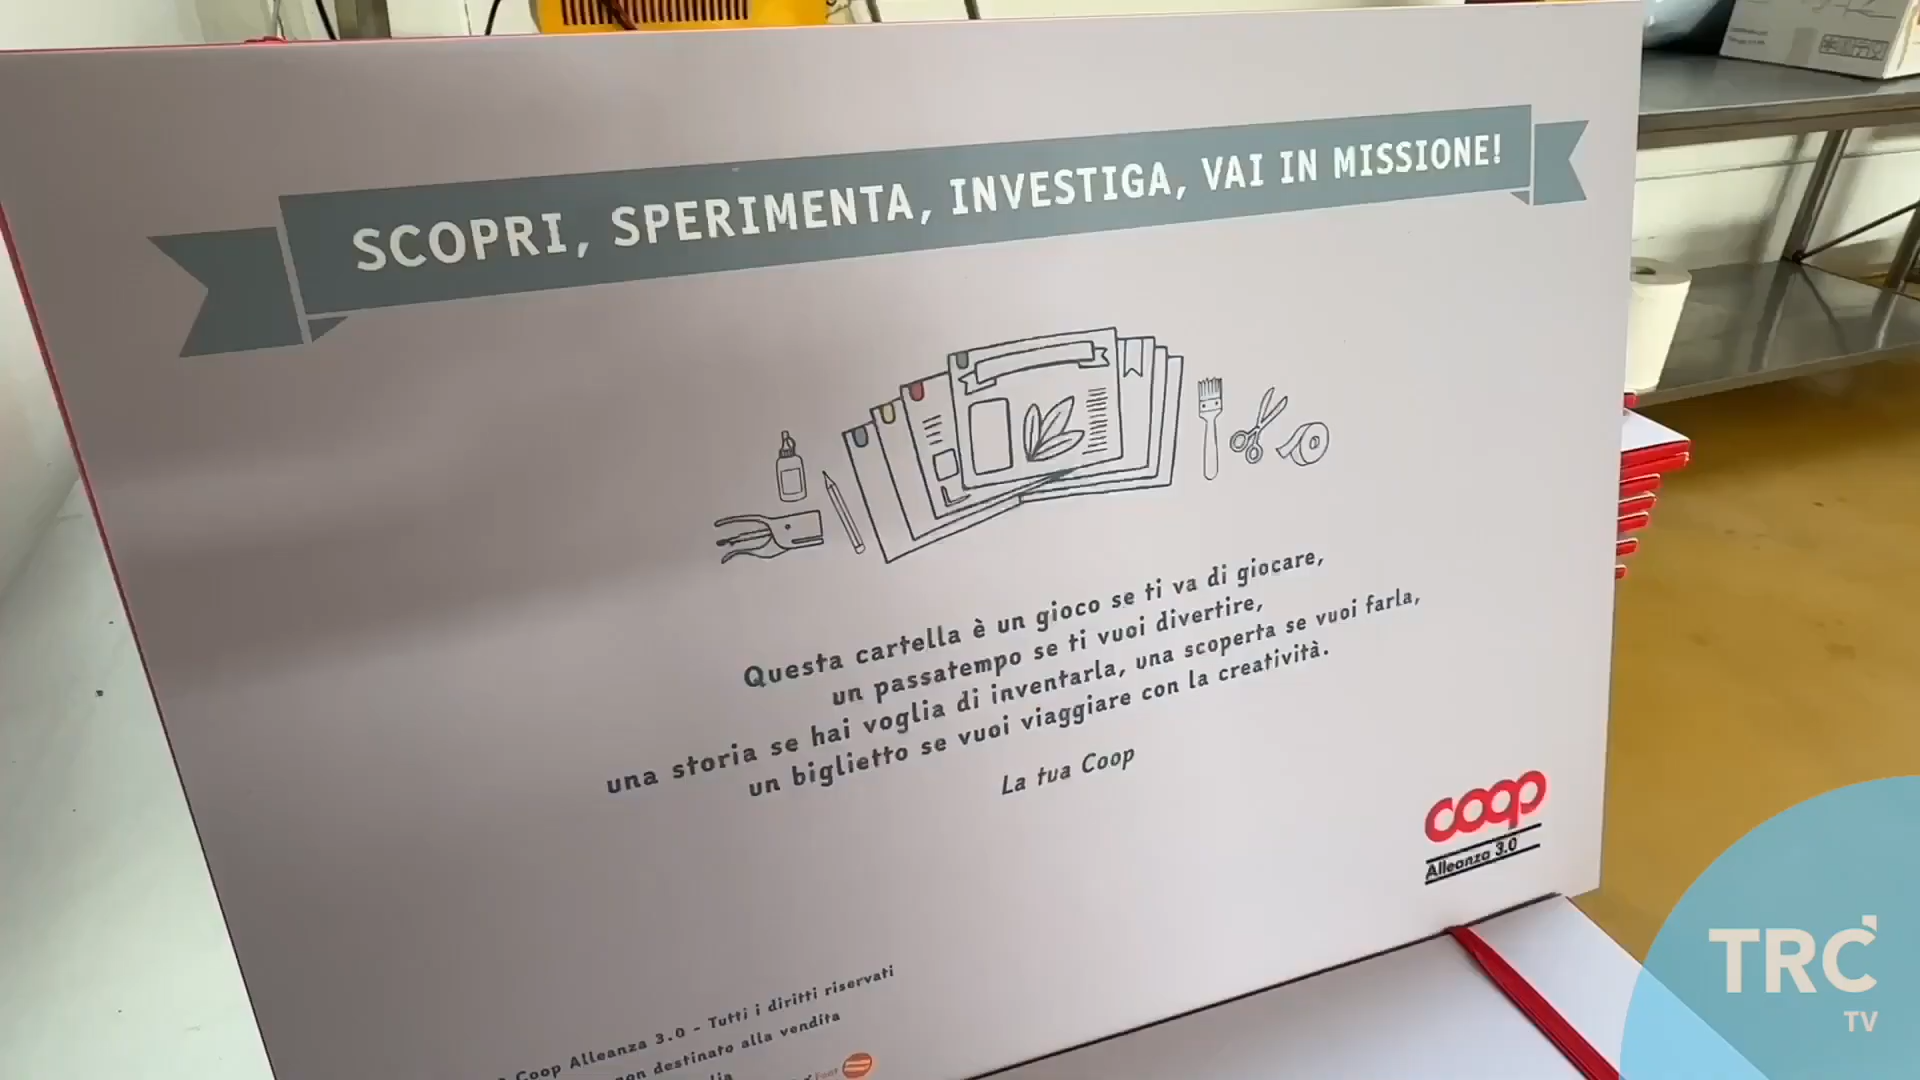 SCOPRI, SPERIMENTA, INVESTIGA, VAI IN MISSIONE!
Questa cartella è un gioco se ti va di giocare,
un passatempo se ti vuoi divertire,
una storia se hai voglia di inventarla, una scoperta se vuoi farla,
un biglietto se vuoi viaggiare con la creatività.
La tua Coop
coop
Alleanza 3.0
Coop Alleanza 3.0 - Tutti i diritti riservati
non destinato alla vendita
TRC
TV